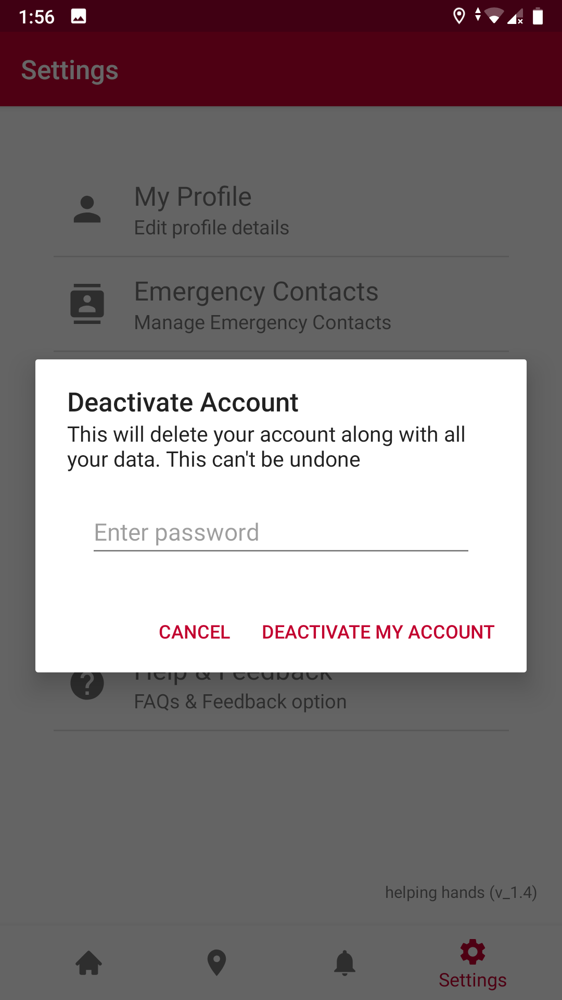 1:56
Settings
My Profile
Edit profile details
Emergency Contacts
Manage Emergency Contacts
Deactivate Account
This will delete your account along with all
your data. This can't be undone
Enter password
CANCEL DEACTIVATE MY ACCOUNT
Help & Feedback
FAQs & Feedback option
helping hands (v_1.4)
Settings